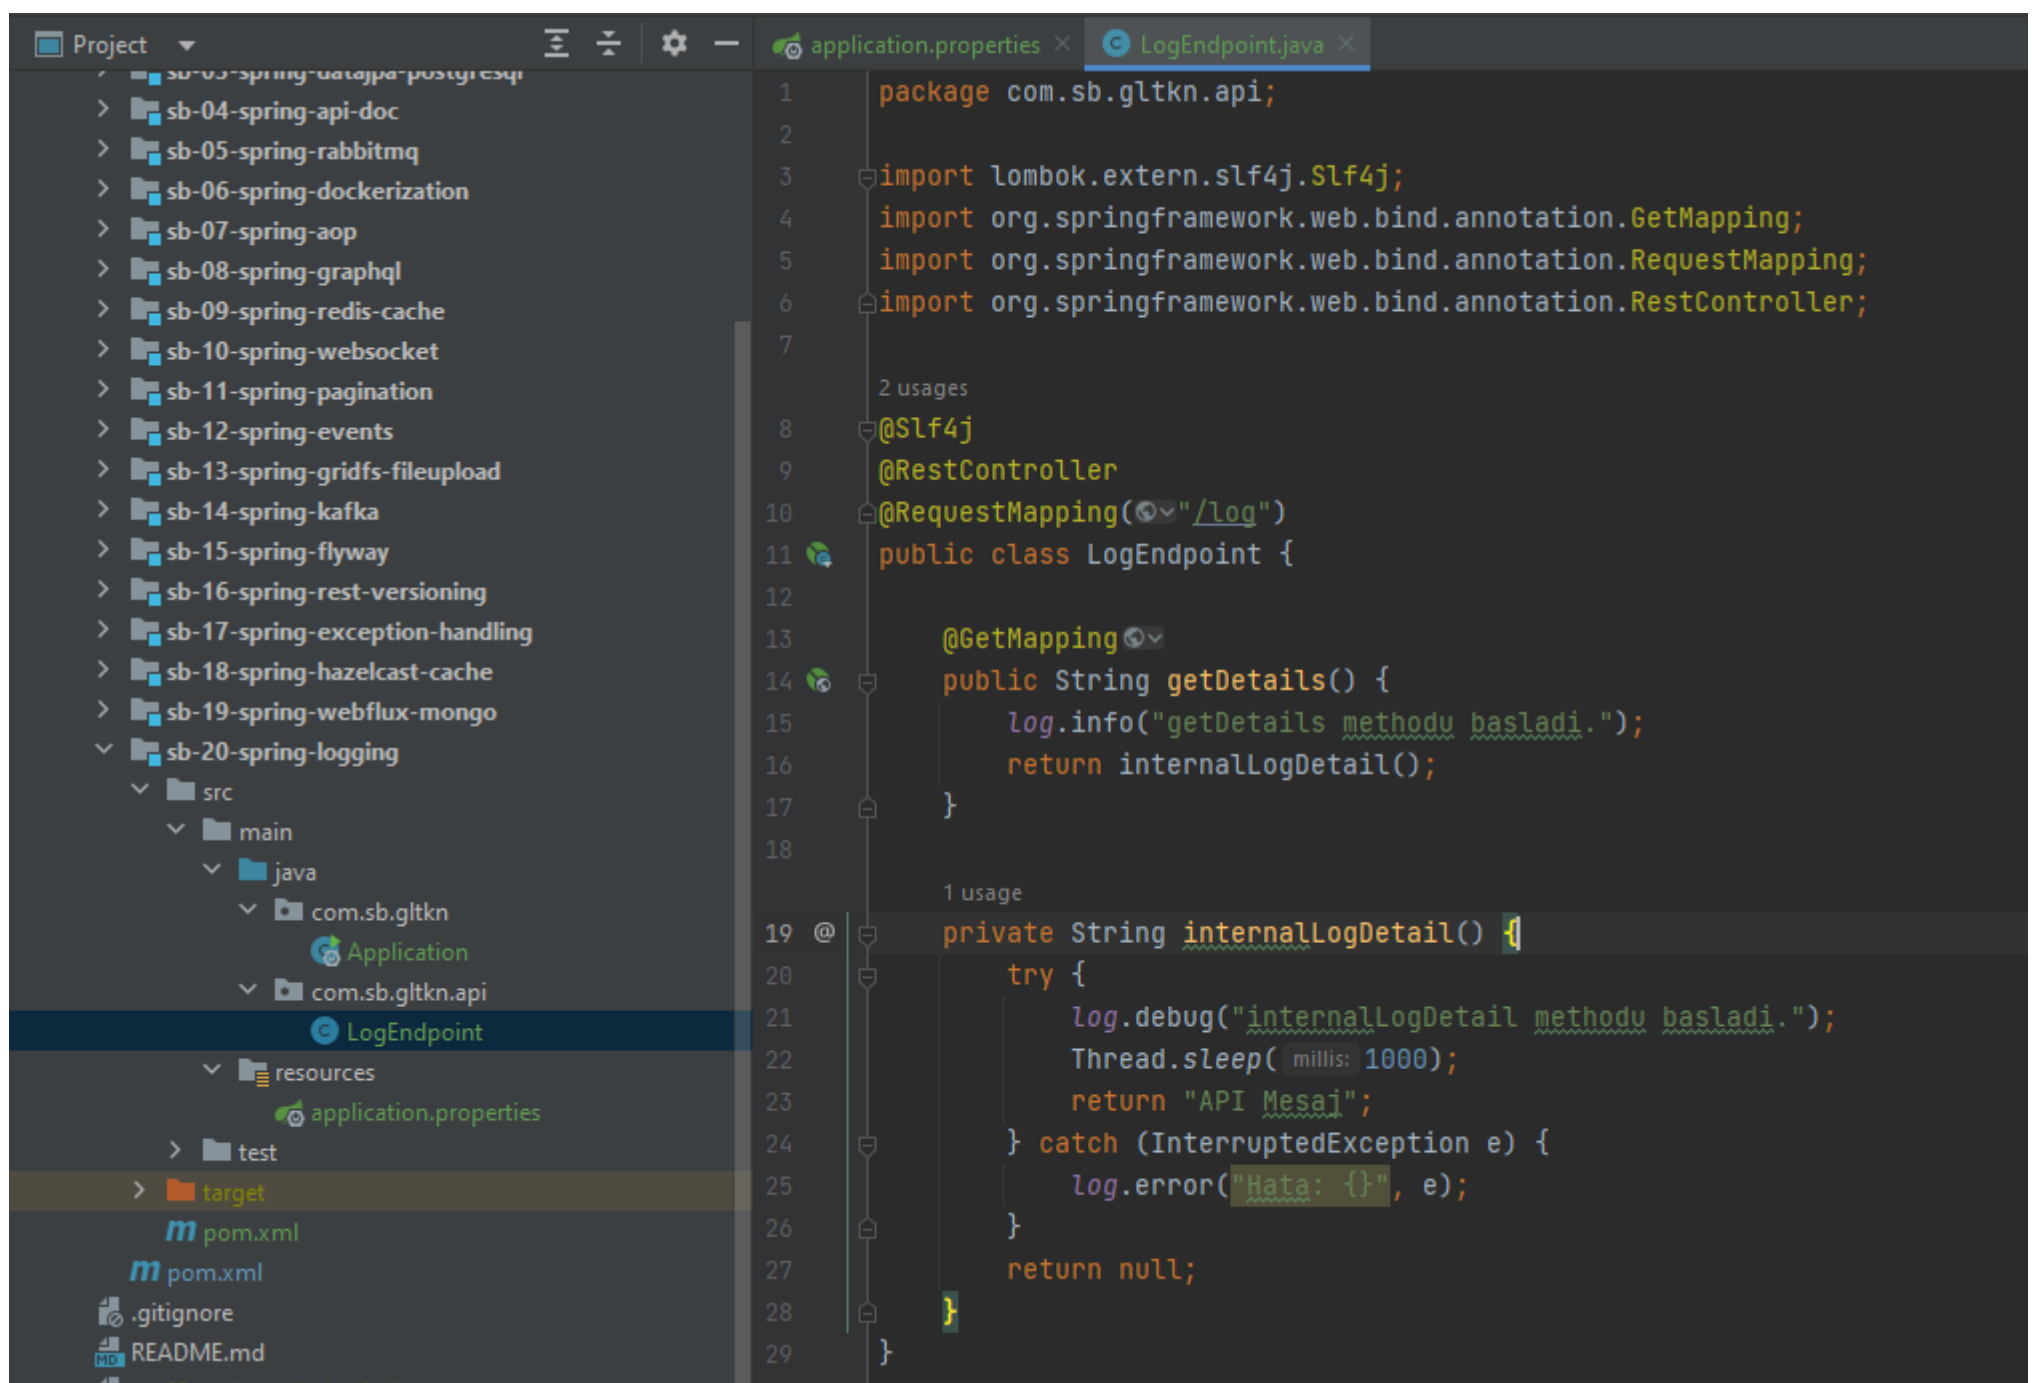 Project
sb-03-spring-datajpa-postgresql
sb-04-spring-api-doc
sb-05-spring-rabbitmq
sb-06-spring-dockerization
sb-07-spring-aop
sb-08-spring-graphql
sb-09-spring-redis-cache
sb-10-spring-websocket
sb-11-spring-pagination
sb-12-spring-events
sb-13-spring-gridfs-fileupload
sb-14-spring-kafka
sb-15-spring-flyway
sb-16-spring-rest-versioning
sb-17-spring-exception-handling
sb-18-spring-hazelcast-cache
sb-19-spring-webflux-mongo
sb-20-spring-logging
src
main
java
com.sb.gltkn
Application
com.sb.gltkn.api
LogEndpoint
resources
application.properties
test
target
pom.xml
pom.xml
.gitignore
README.md
application.properties LogEndpoint.java
1 package com.sb.gltkn.api;
2
3 import lombok.extern.slf4j.Slf4j;
4 import org.springframework.web.bind.annotation.GetMapping;
5 import org.springframework.web.bind.annotation.RequestMapping;
6 import org.springframework.web.bind.annotation.RestController;
7
2 usages
8 @Slf4j
9 @RestController
10 @RequestMapping("/log")
11 public class LogEndpoint {
12
13 @GetMapping
14 public String getDetails() {
15 log.info("getDetails methodu basladi.");
16 return internalLogDetail();
17 }
18
1 usage
19 @ private String internalLogDetail() {
20 try {
21 log.debug("internalLogDetail methodu basladi.");
22 Thread.sleep( millis: 1000);
23 return "API Mesaj";
24 } catch (InterruptedException e) {
25 log.error("Hata: {}", e);
26 }
27 return null;
28 }
29 }